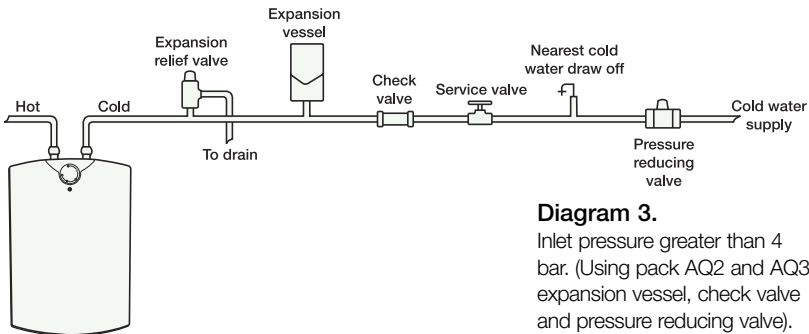 Expansion
vessel
Expansion
relief valve
Nearest cold
water draw off
Check
valve
Service valve
Hot
Cold
Cold water
supply
To drain
Pressure
reducing
valve
Diagram 3.
Inlet pressure greater than 4
bar. (Using pack AQ2 and AQ3
expansion vessel, check valve
and pressure reducing valve).